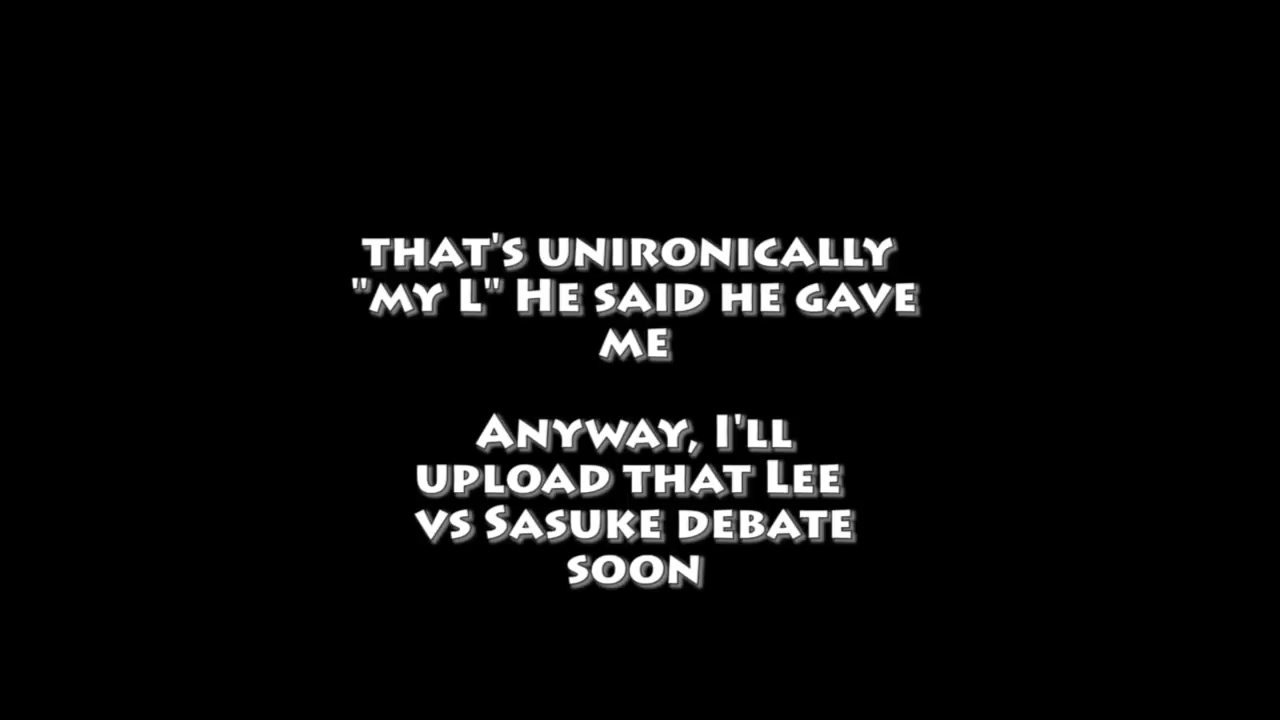 that's unironically
"my L" He said he gave
me
Anyway, I'll
upload that Lee
vs Sasuke debate
soon